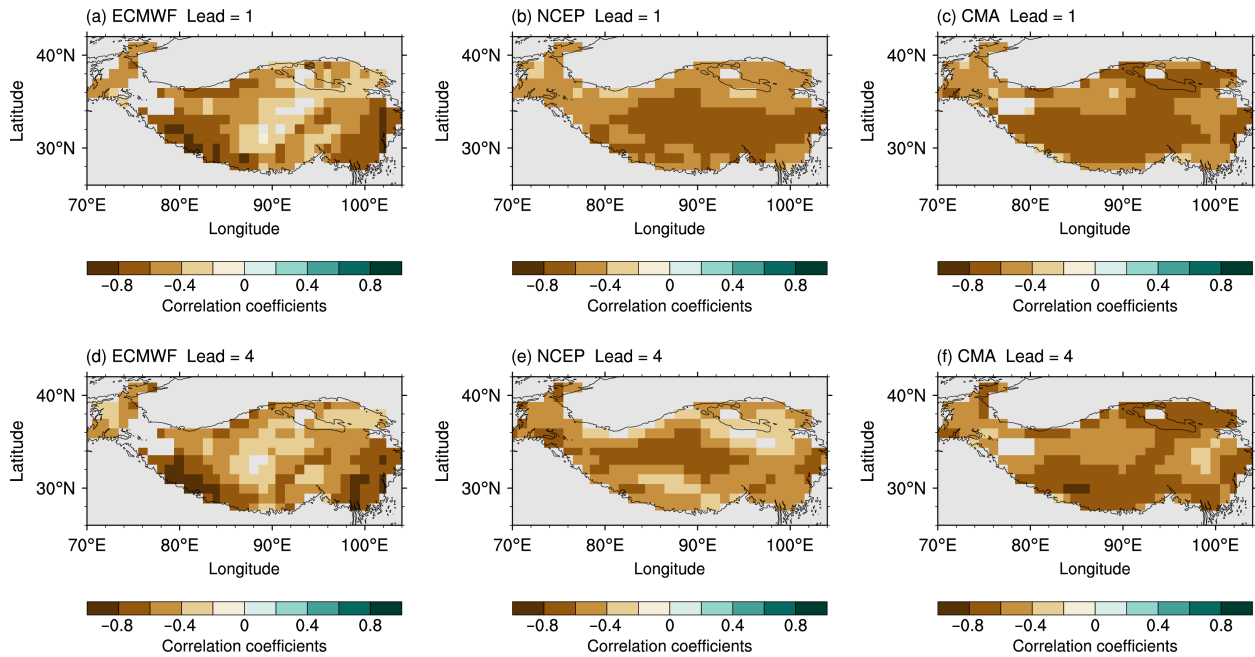 (a) ECMWF  Lead = 1
(b) NCEP  Lead = 1
(c) CMA  Lead = 1
Latitude
40°N
30°N
70°E 80°E 90°E 100°E
Longitude
−0.8 −0.4 0 0.4 0.8
Correlation coefficients
Latitude
40°N
30°N
70°E 80°E 90°E 100°E
Longitude
−0.8 −0.4 0 0.4 0.8
Correlation coefficients
Latitude
40°N
30°N
70°E 80°E 90°E 100°E
Longitude
−0.8 −0.4 0 0.4 0.8
Correlation coefficients
(d) ECMWF  Lead = 4
(e) NCEP  Lead = 4
(f) CMA  Lead = 4
Latitude
40°N
30°N
70°E 80°E 90°E 100°E
Longitude
−0.8 −0.4 0 0.4 0.8
Correlation coefficients
Latitude
40°N
30°N
70°E 80°E 90°E 100°E
Longitude
−0.8 −0.4 0 0.4 0.8
Correlation coefficients
Latitude
40°N
30°N
70°E 80°E 90°E 100°E
Longitude
−0.8 −0.4 0 0.4 0.8
Correlation coefficients